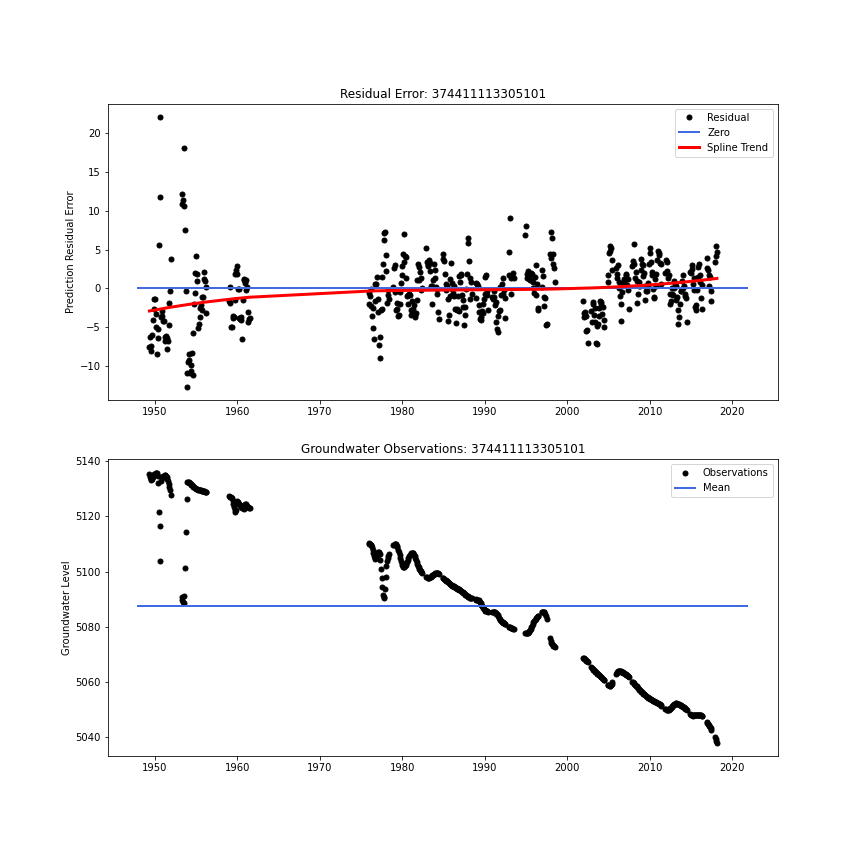 Residual Error: 374411113305101
Prediction Residual Error
20
15
10
5
0
−5
−10
Residual
Zero
Spline Trend
1950 1960 1970 1980 1990 2000 2010 2020
Groundwater Observations: 374411113305101
Groundwater Level
5140
5120
5100
5080
5060
5040
Observations
Mean
1950 1960 1970 1980 1990 2000 2010 2020